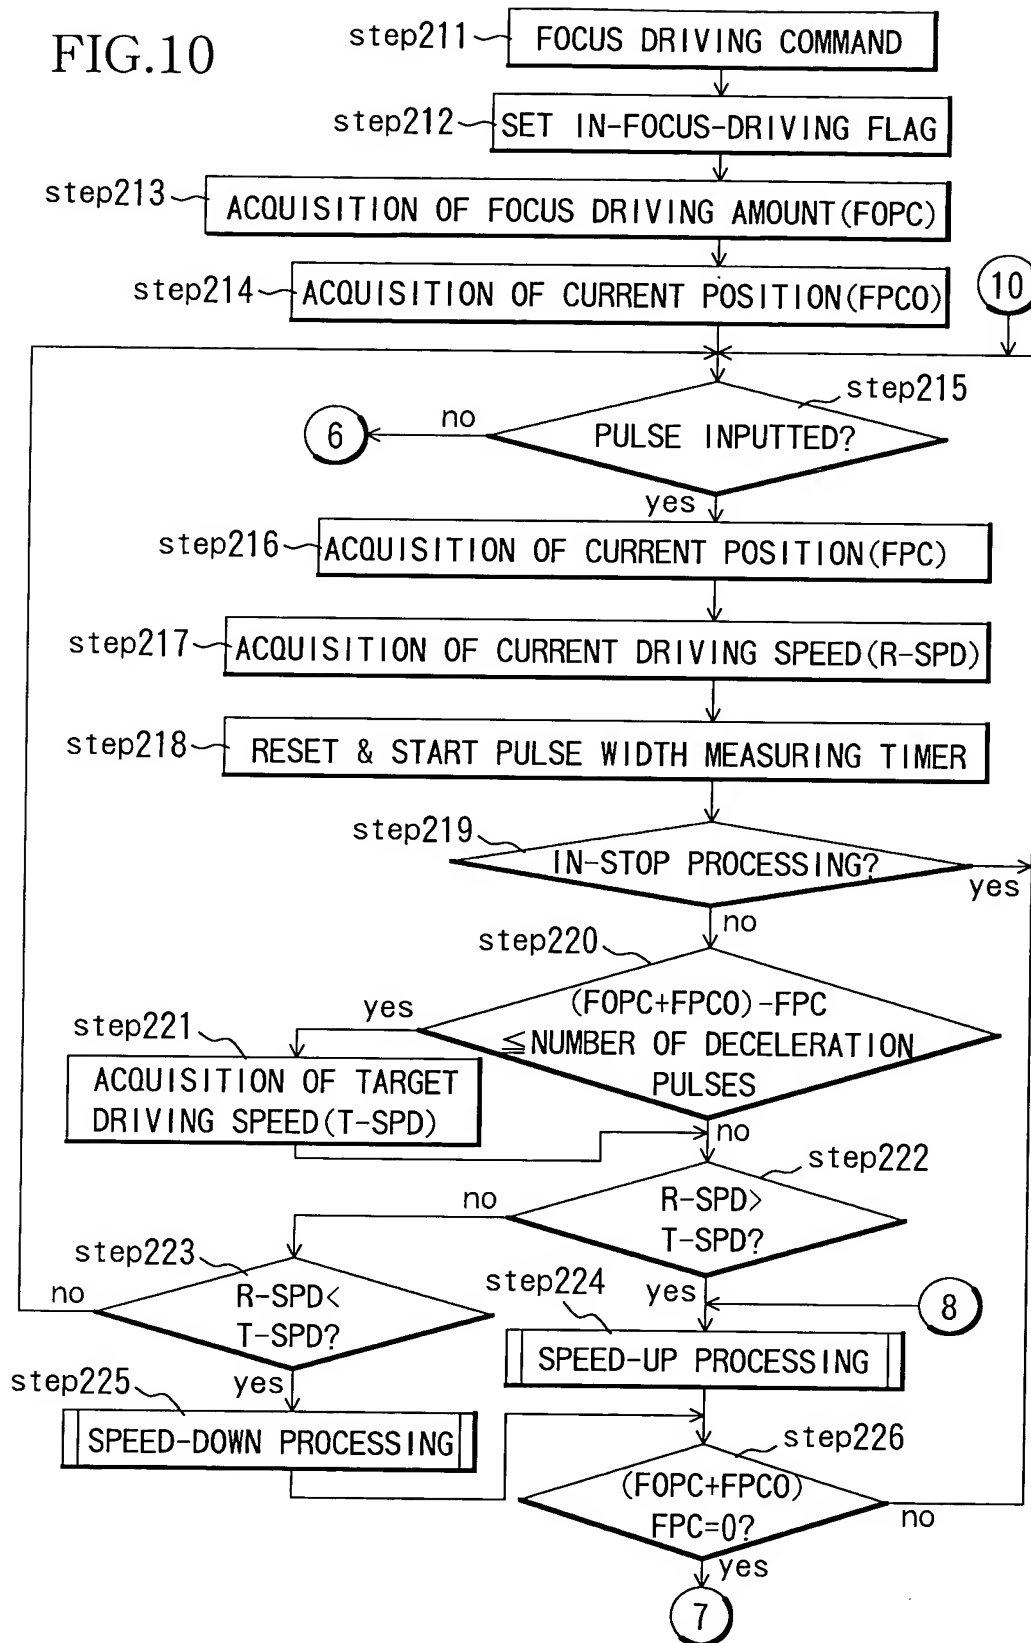 FIG.10
step211
FOCUS DRIVING COMMAND
step212
SET IN-FOCUS-DRIVING FLAG
step213
ACQUISITION OF FOCUS DRIVING AMOUNT(FOPC)
step214
ACQUISITION OF CURRENT POSITION(FPC0)
10
step215
PULSE INPUTTED?
no
6
yes
step216
ACQUISITION OF CURRENT POSITION(FPC)
step217
ACQUISITION OF CURRENT DRIVING SPEED(R-SPD)
step218
RESET & START PULSE WIDTH MEASURING TIMER
step219
IN-STOP PROCESSING?
yes
no
step220
(FOPC+FPC0)-FPC
≦NUMBER OF DECELERATION
PULSES
yes
step221
ACQUISITION OF TARGET
DRIVING SPEED(T-SPD)
no
step222
R-SPD>
T-SPD?
no
step223
R-SPD<
T-SPD?
no
yes
step224
8
SPEED-UP PROCESSING
yes
step225
SPEED-DOWN PROCESSING
step226
(FOPC+FPC0)
FPC=0?
no
yes
7